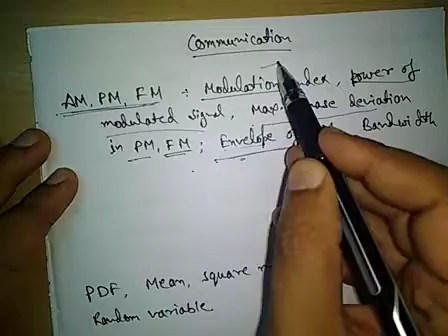 Communication
AM, PM, FM : Modulation index, power of
modulated signal, Max. phase deviation
in PM, FM ; Envelope of Bandwidth
PDF, Mean, square
Random variable